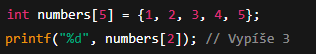 int numbers[5] = {1, 2, 3, 4, 5};
printf("%d", numbers[2]); // Vypíše 3